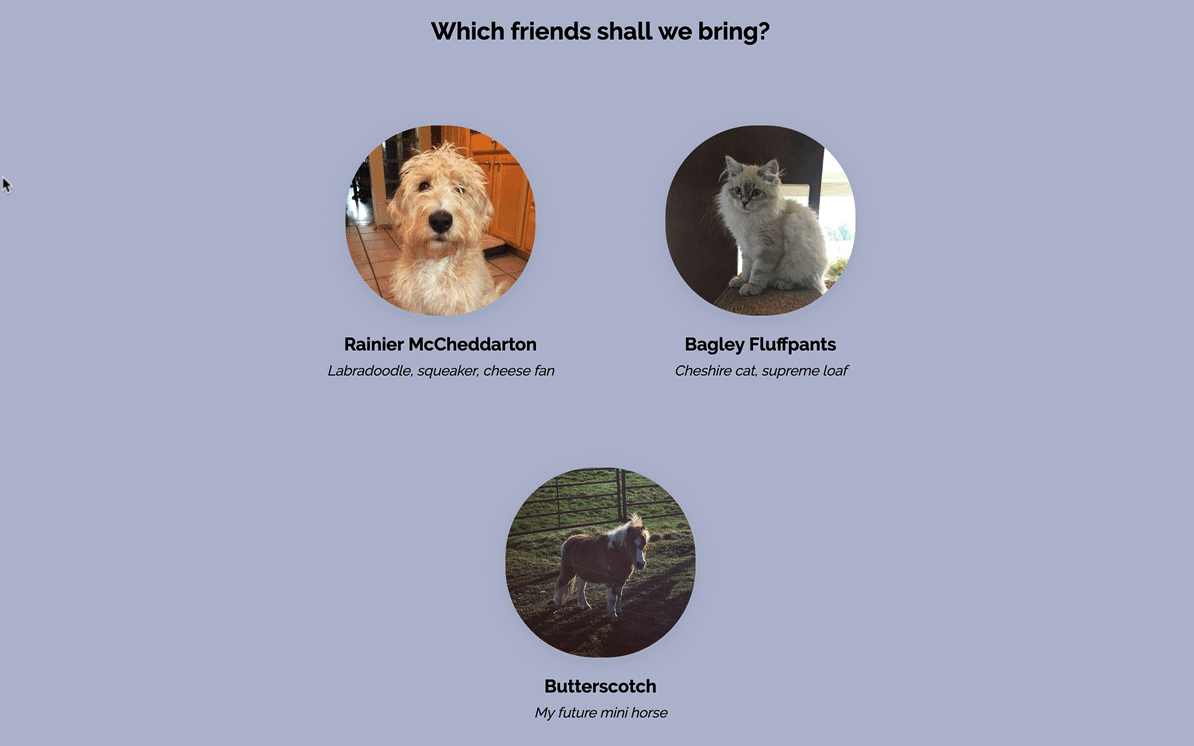 Which friends shall we bring?
Rainier McCheddarton
Labradoodle, squeaker, cheese fan
Bagley Fluffpants
Cheshire cat, supreme loaf
Butterscotch
My future mini horse